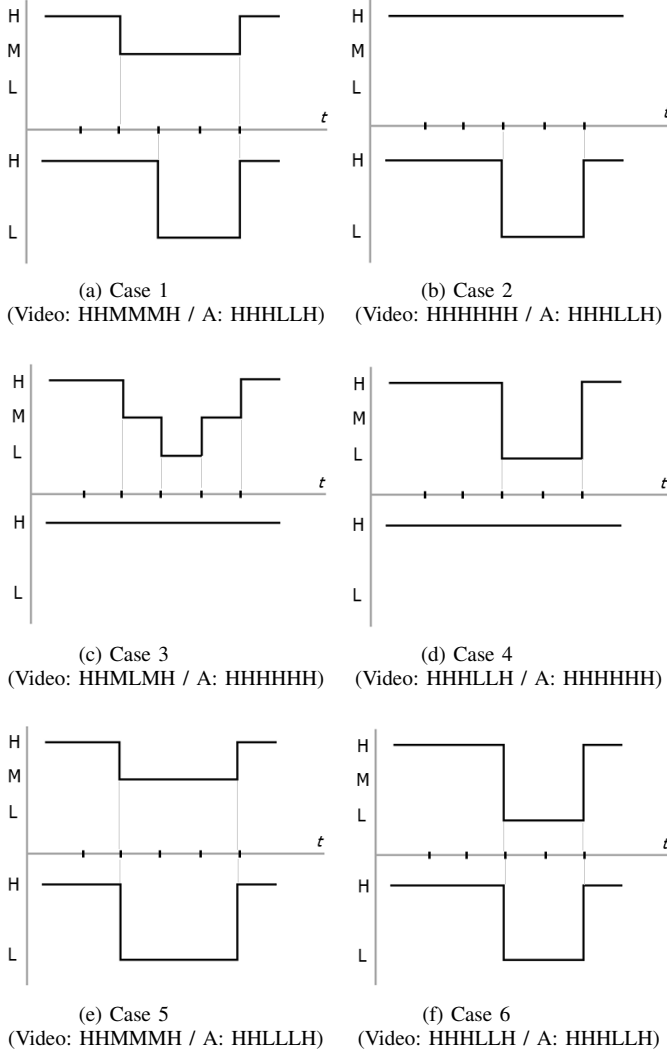 H
M
L
t
H
L
H
M
L
t
H
L
(a) Case 1
(Video: HHMMMH / A: HHHLLH)
(b) Case 2
(Video: HHHHHH / A: HHHLLH)
H
M
L
t
H
L
H
M
L
t
H
L
(c) Case 3
(Video: HHMLMH / A: HHHHHH)
(d) Case 4
(Video: HHHLLH / A: HHHHHH)
H
M
L
t
H
L
H
M
L
t
H
L
(e) Case 5
(Video: HHMMMH / A: HHLLLH)
(f) Case 6
(Video: HHHLLH / A: HHHLLH)